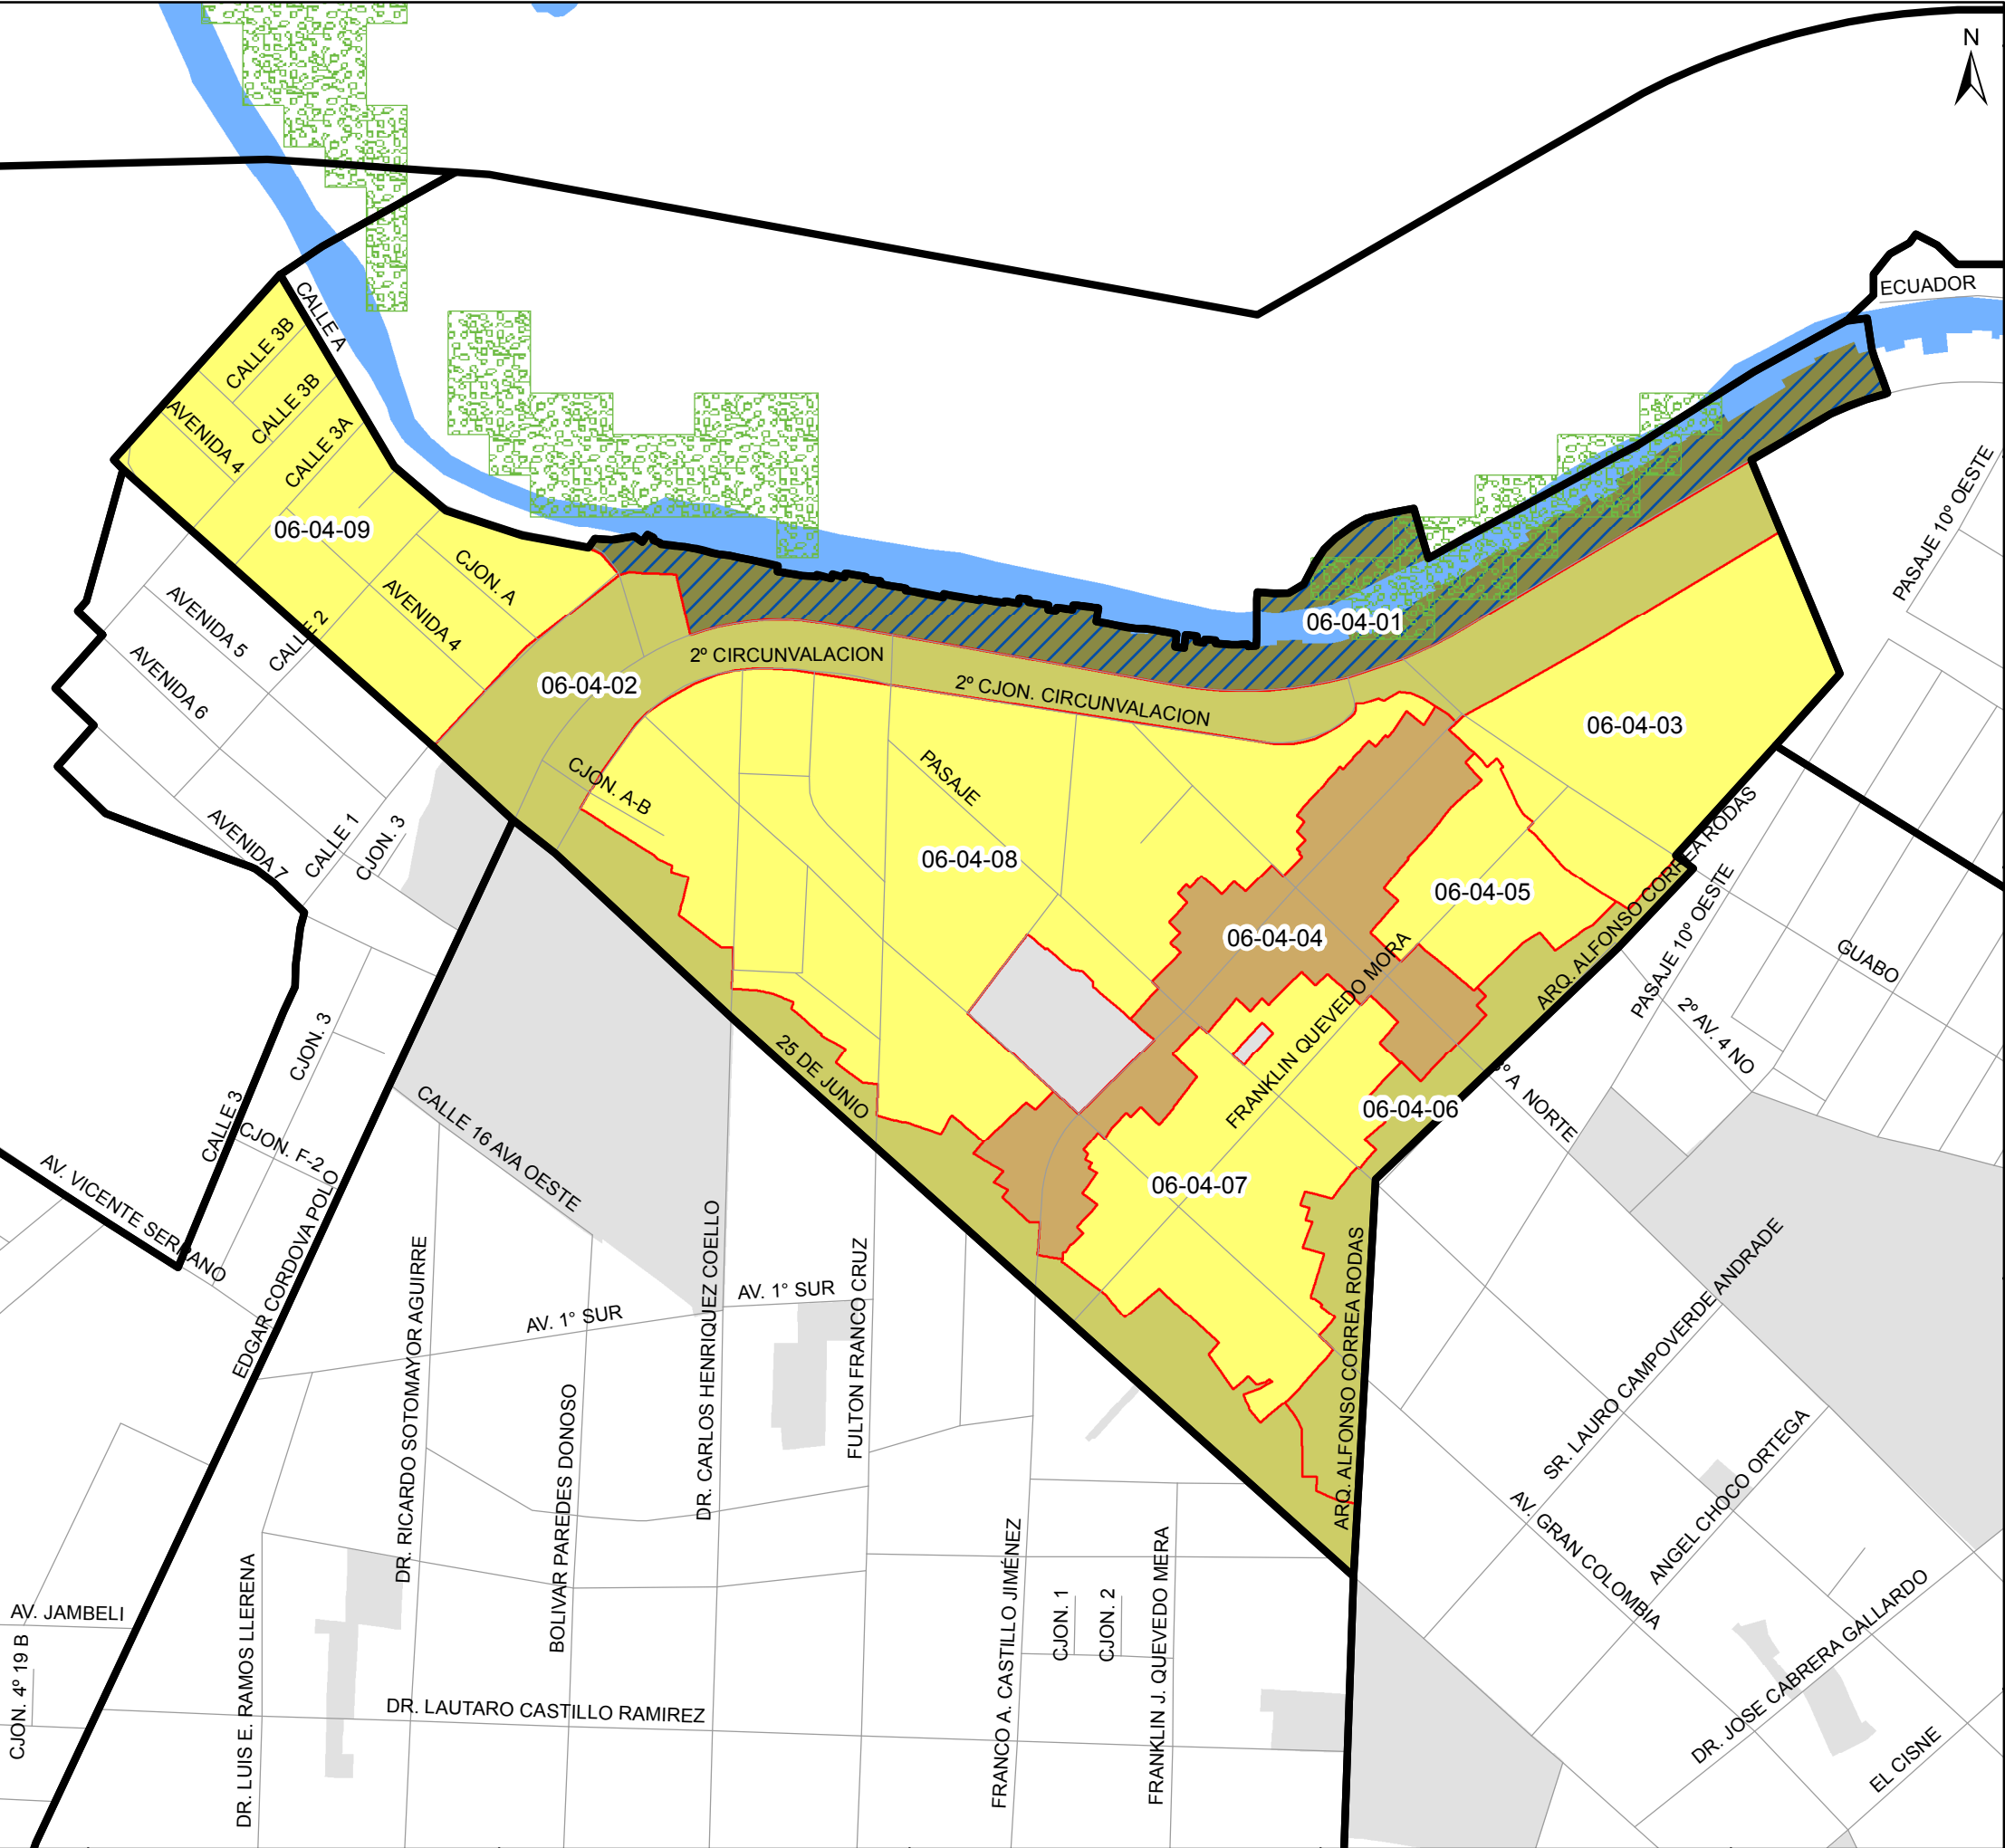 N
ECUADOR
CALLE A
CALLE 3B
CALLE 3B
AVENIDA 4
CALLE 3A
06-04-09
CJON. A
AVENIDA 4
AVENIDA 5
CALLE 2
AVENIDA 6
AVENIDA 7
CALLE 1
CJON. 3
06-04-02
2º CIRCUNVALACION
2º CJON. CIRCUNVALACION
06-04-01
06-04-03
PASAJE 10º OESTE
CJON. A-B
PASAJE
06-04-08
06-04-04
06-04-05
ARQ. ALFONSO CORREA RODAS
PASAJE 10º OESTE
GUABO
2º AV. 4 NO
FRANKLIN QUEVEDO MORA
25 DE JUNIO
06-04-06
06-04-07
º A NORTE
CJON. 3
CALLE 3
CJON. F-2
AV. VICENTE SERRANO
EDGAR CORDOVA POLO
CALLE 16 AVA OESTE
DR. RICARDO SOTOMAYOR AGUIRRE
AV. 1° SUR
AV. 1° SUR
BOLIVAR PAREDES DONOSO
DR. CARLOS HENRIQUEZ COELLO
FULTON FRANCO CRUZ
ARQ. ALFONSO CORREA RODAS
SR. LAURO CAMPOVERDE ANDRADE
ANGEL CHOCO ORTEGA
AV. GRAN COLOMBIA
DR. JOSE CABRERA GALLARDO
EL CISNE
AV. JAMBELI
CJON. 4º 19 B
DR. LUIS E. RAMOS LLERENA
DR. LAUTARO CASTILLO RAMIREZ
FRANCO A. CASTILLO JIMÉNEZ
CJON. 1
CJON. 2
FRANKLIN J. QUEVEDO MERA